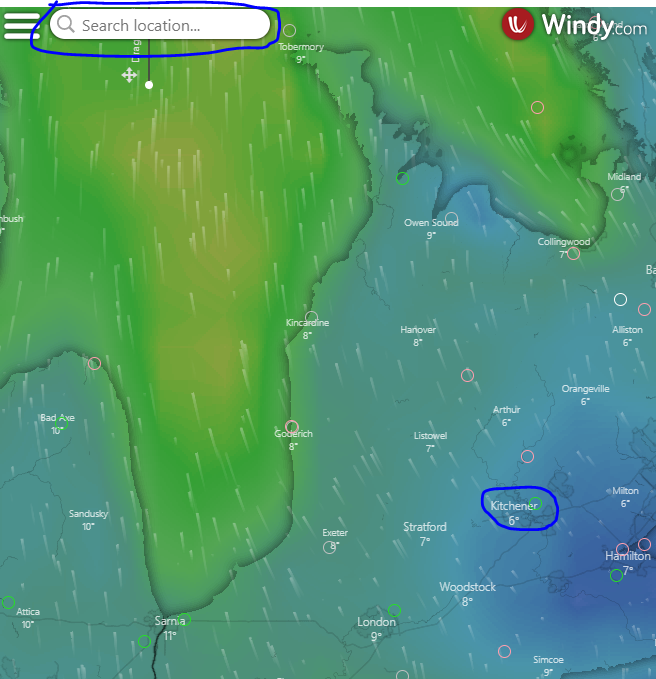 Search location...
Windy.com
6°
Drag
Tobermory
9°
Midland
6°
Owen Sound
9°
Collingwood
7°
Kincardine
8°
Hanover
8°
Alliston
6°
Orangeville
6°
Arthur
6°
Bad Axe
10°
Goderich
8°
Listowel
7°
Kitchener
6°
Milton
6°
Sandusky
10°
Exeter
8°
Stratford
7°
Hamilton
7°
Woodstock
8°
Attica
10°
Sarnia
11°
London
9°
Simcoe
9°